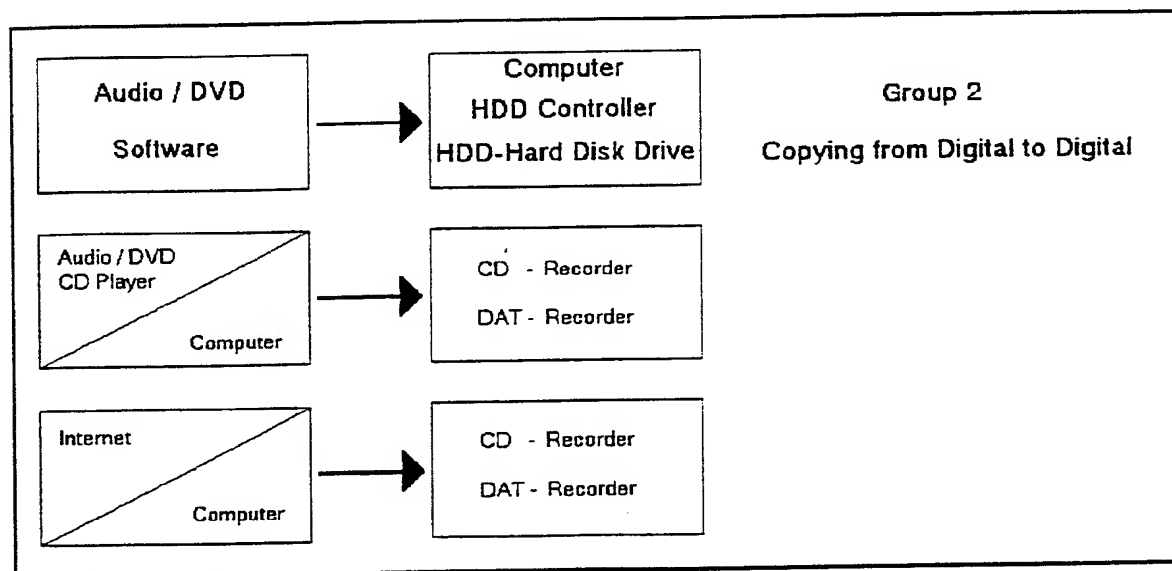 Audio / DVD
Software
Computer
HDD Controller
HDD-Hard Disk Drive
Group 2
Copying from Digital to Digital
Audio / DVD
CD Player
Computer
CD - Recorder
DAT - Recorder
Internet
Computer
CD - Recorder
DAT - Recorder